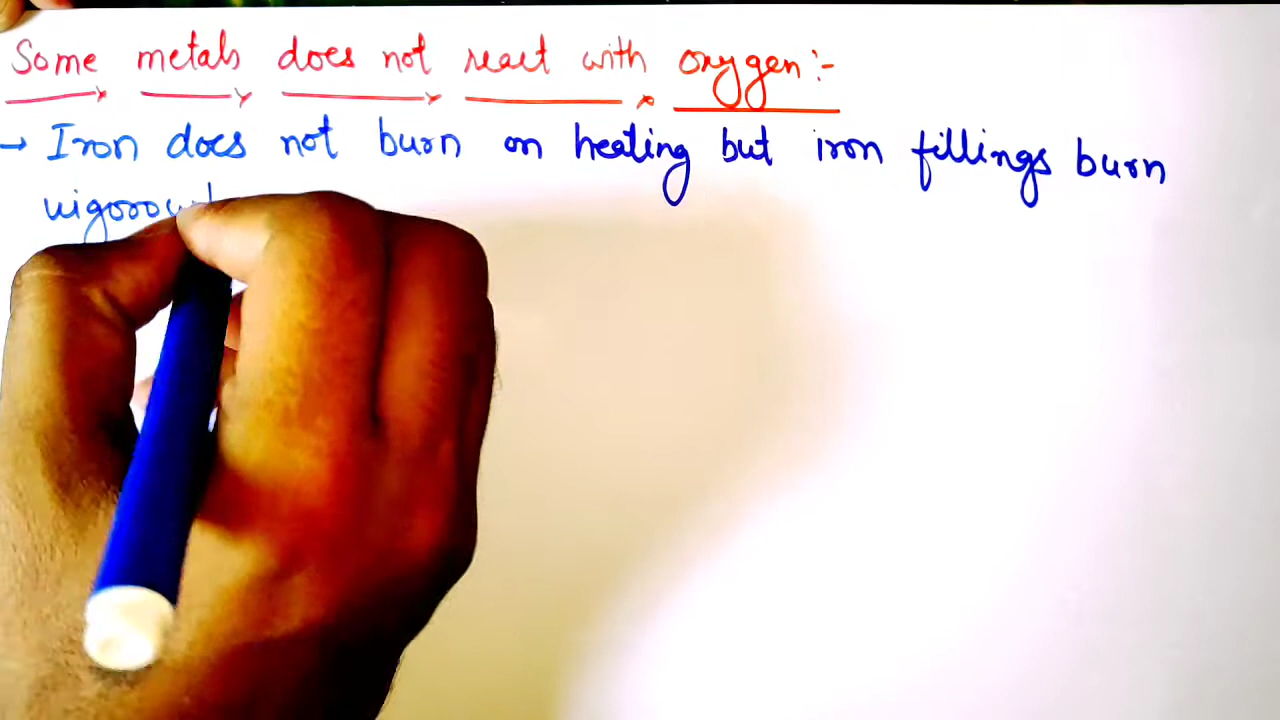 Some metals does not react with oxygen:-
→ Iron does not burn on heating but iron fillings burn